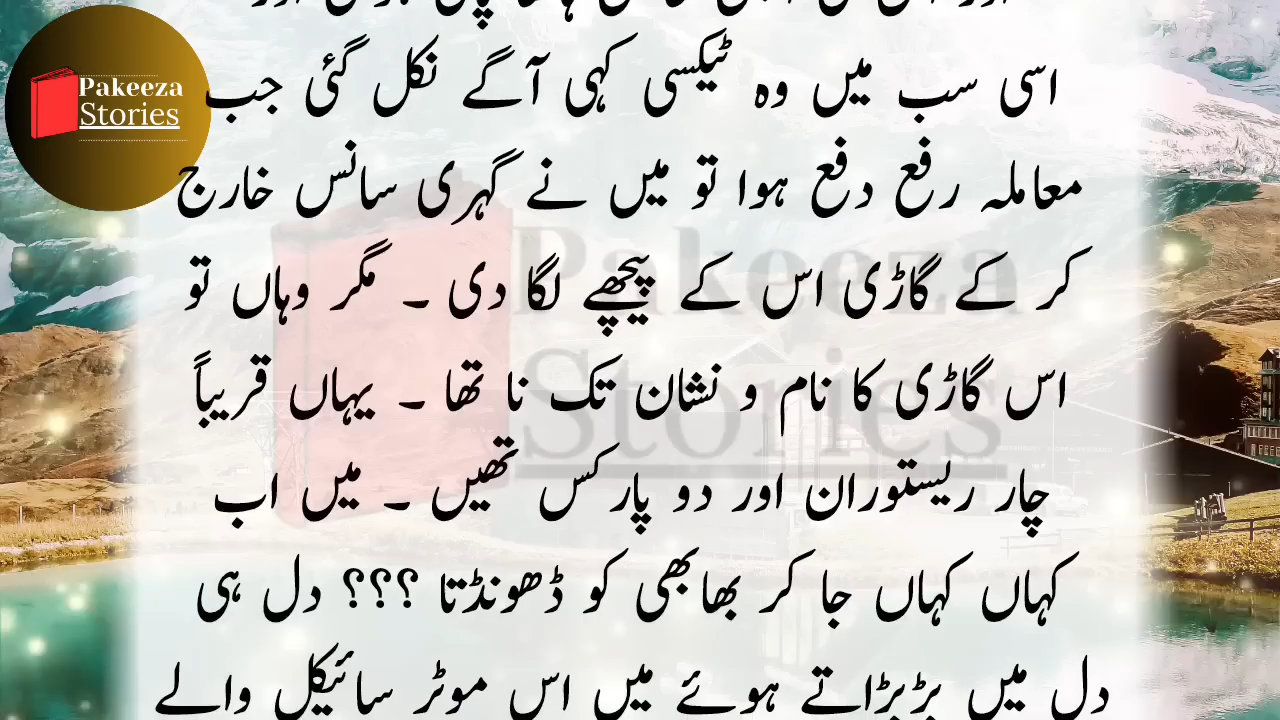 Pakeeza
Stories
اسی سب میں وہ ٹیکسی کہی آگے نکل گئی جب
معاملہ رفع دفع ہوا تو میں نے گہری سانس خارج
کر کے گاڑی اس کے پیچھے لگا دی ۔ مگر وہاں تو
اس گاڑی کا نام و نشان تک نا تھا ۔ یہاں قریباً
چار ریستوران اور دو پارکس تھیں ۔ میں اب
کہاں کہاں جا کر بھابھی کو ڈھونڈتا ؟؟؟ دل ہی
دل میں بڑبڑاتے ہوئے میں اس موٹر سائیکل والے
Pakeeza
Stories